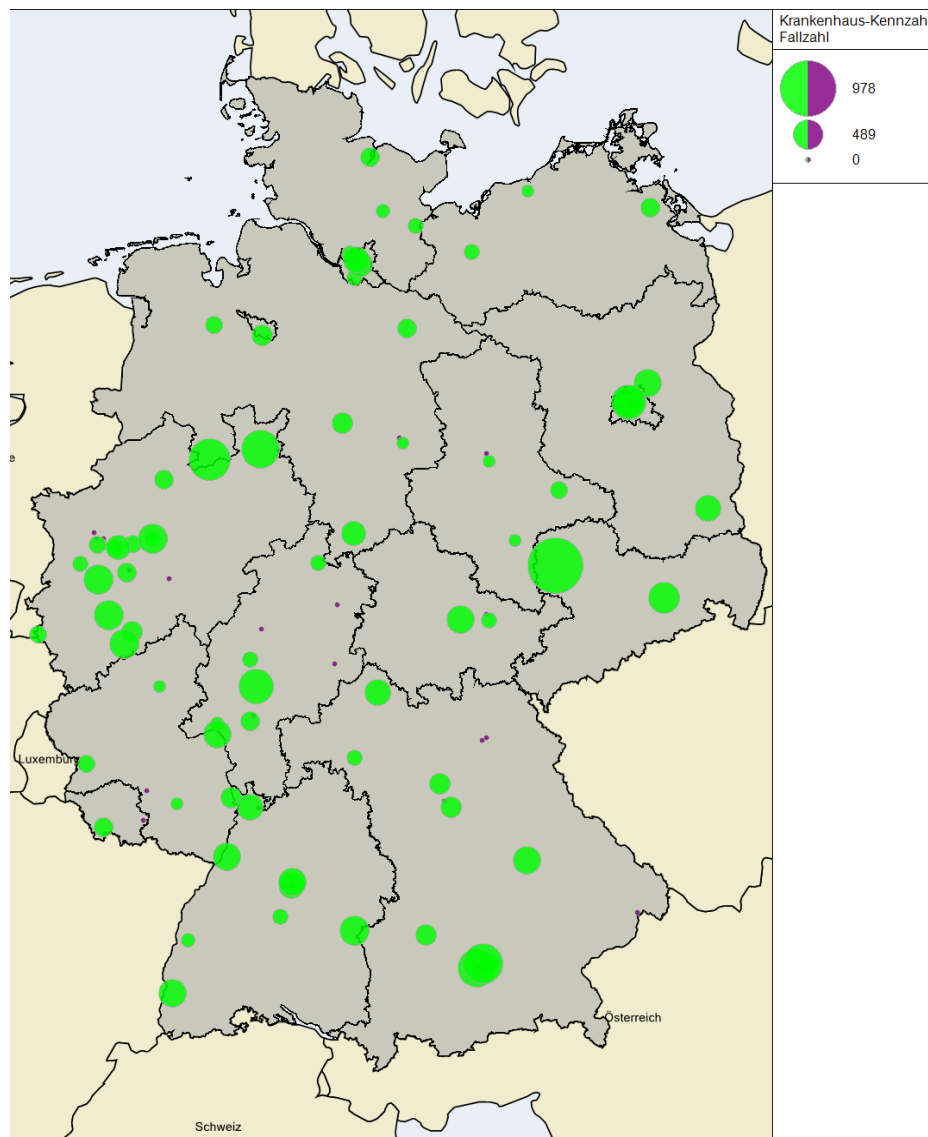 Krankenhaus-Kennzah
Fallzahl
978
489
0
e
Luxemburg
Österreich
Schweiz